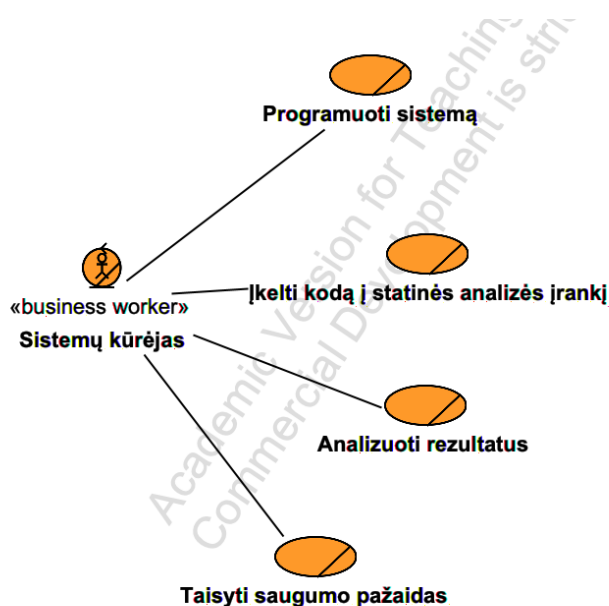 Programuoti sistemą
«business worker»
Sistemų kūrėjas
Įkelti kodą į statinės analizės įrankį
Analizuoti rezultatus
Taisyti saugumo pažaidas
Academic Version for Teaching
Commercial Development is stric